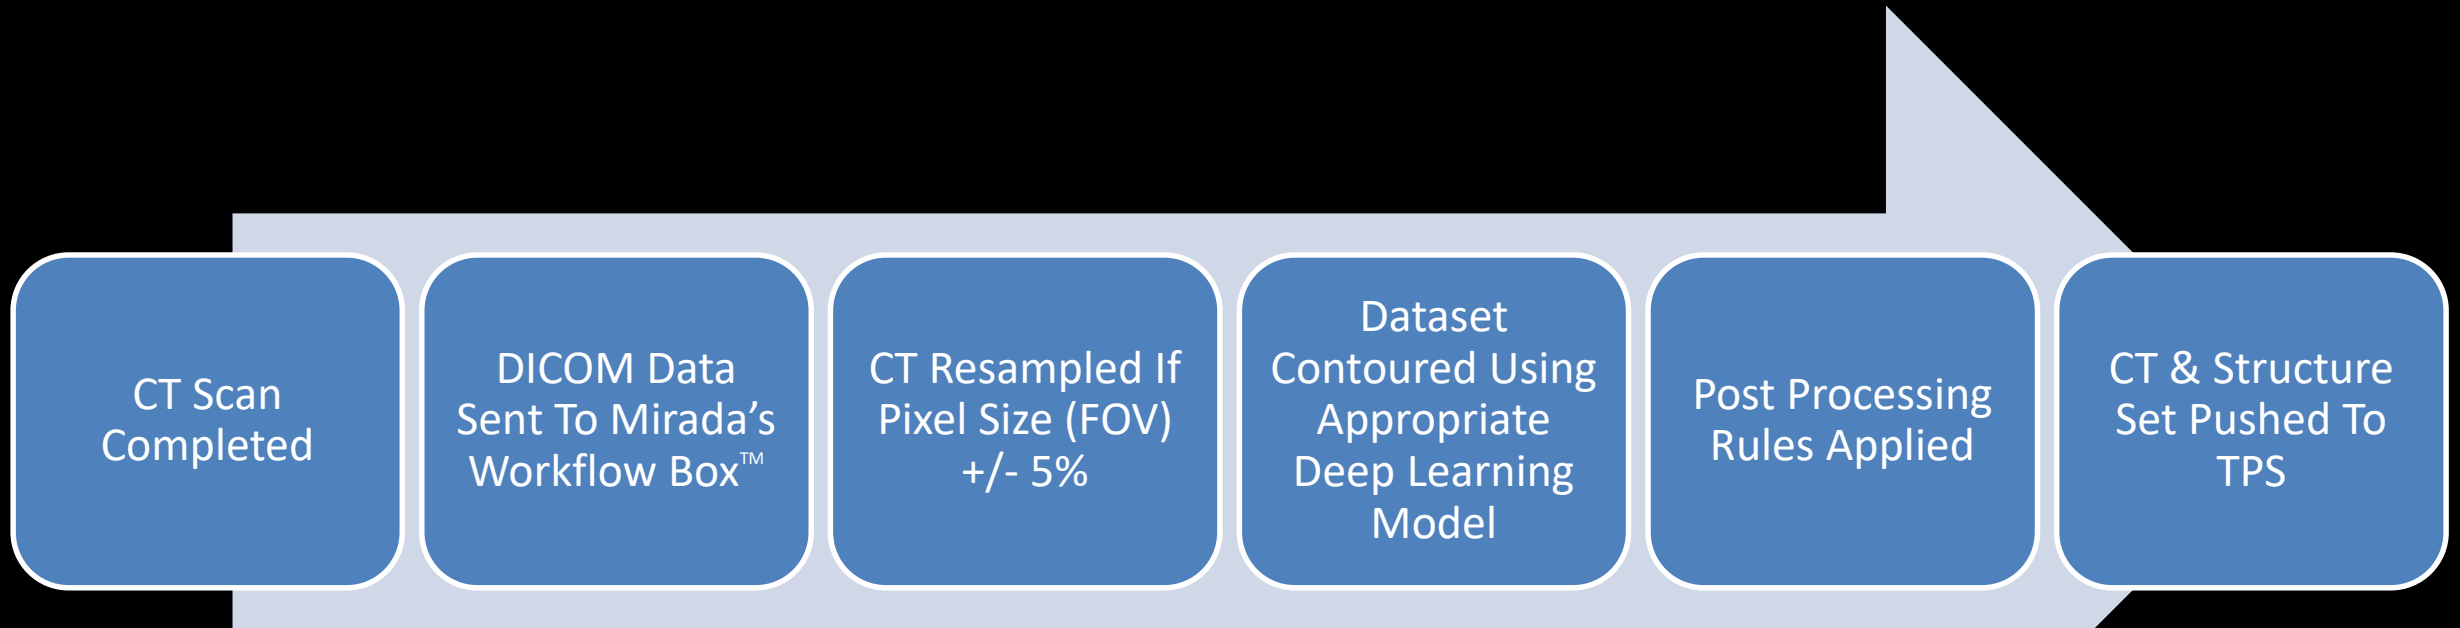 CT Scan
Completed
DICOM Data
Sent To Mirada’s
Workflow Box™
CT Resampled If
Pixel Size (FOV)
+/- 5%
Dataset
Contoured Using
Appropriate
Deep Learning
Model
Post Processing
Rules Applied
CT & Structure
Set Pushed To
TPS